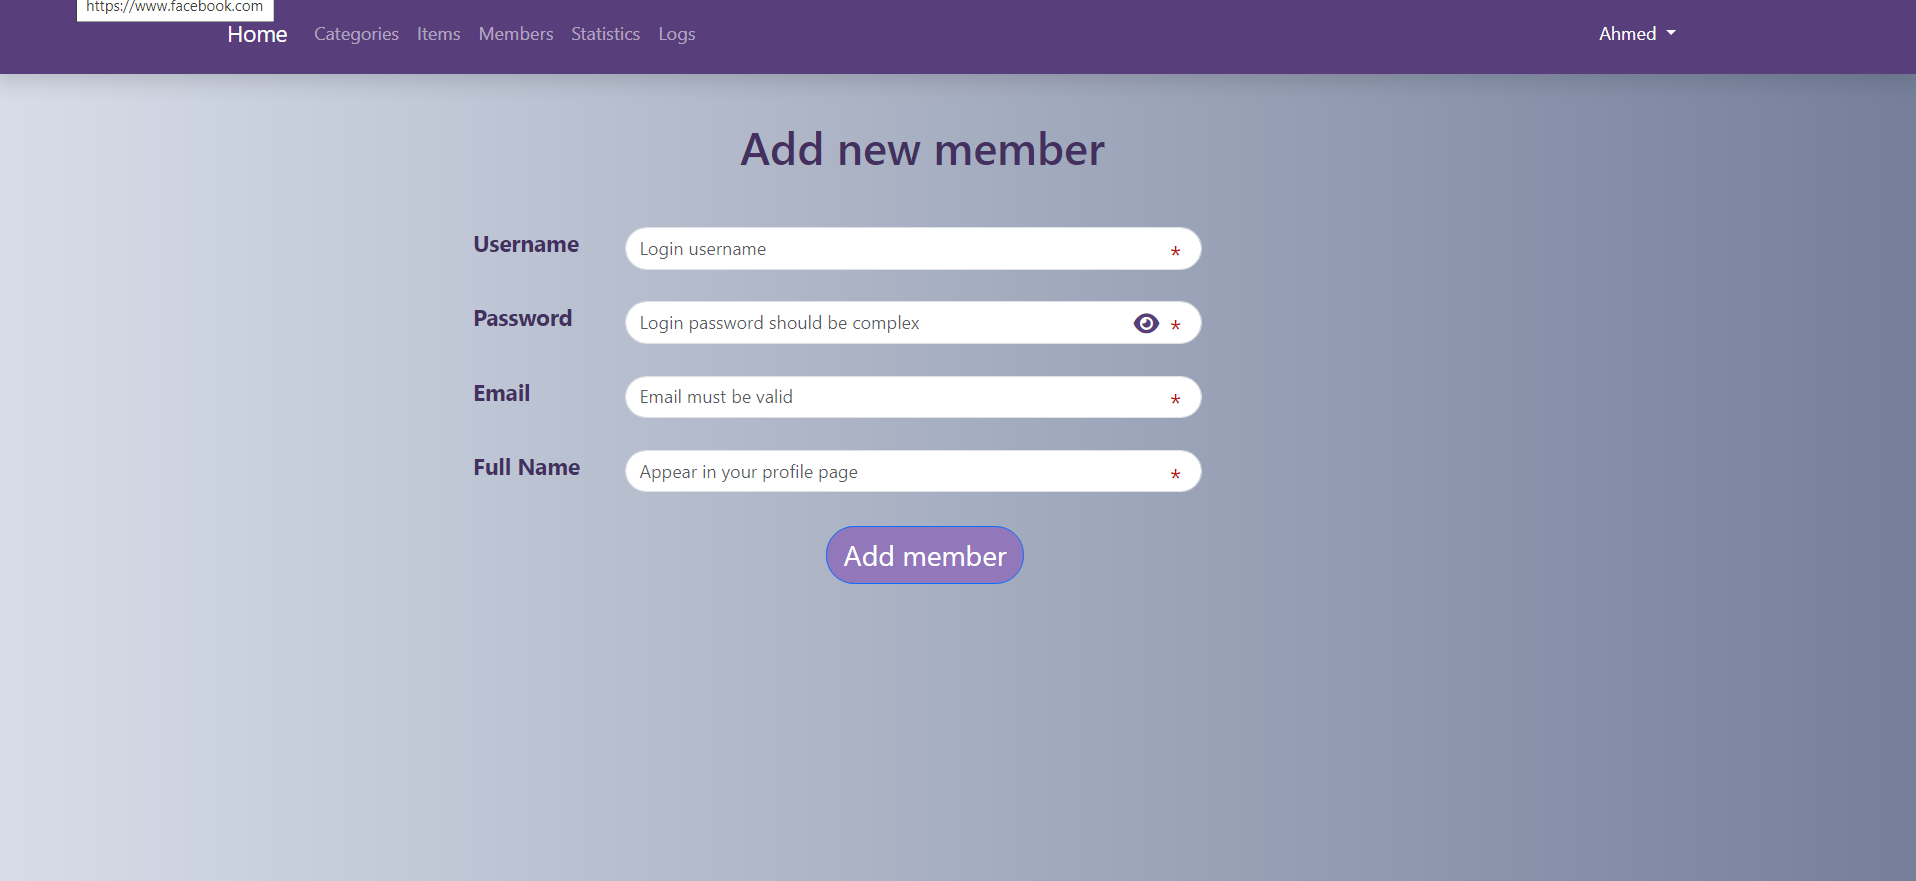 https://www.facebook.com
Home Categories Items Members Statistics Logs Ahmed
Add new member
Username Login username *
Password Login password should be complex *
Email Email must be valid *
Full Name Appear in your profile page *
Add member